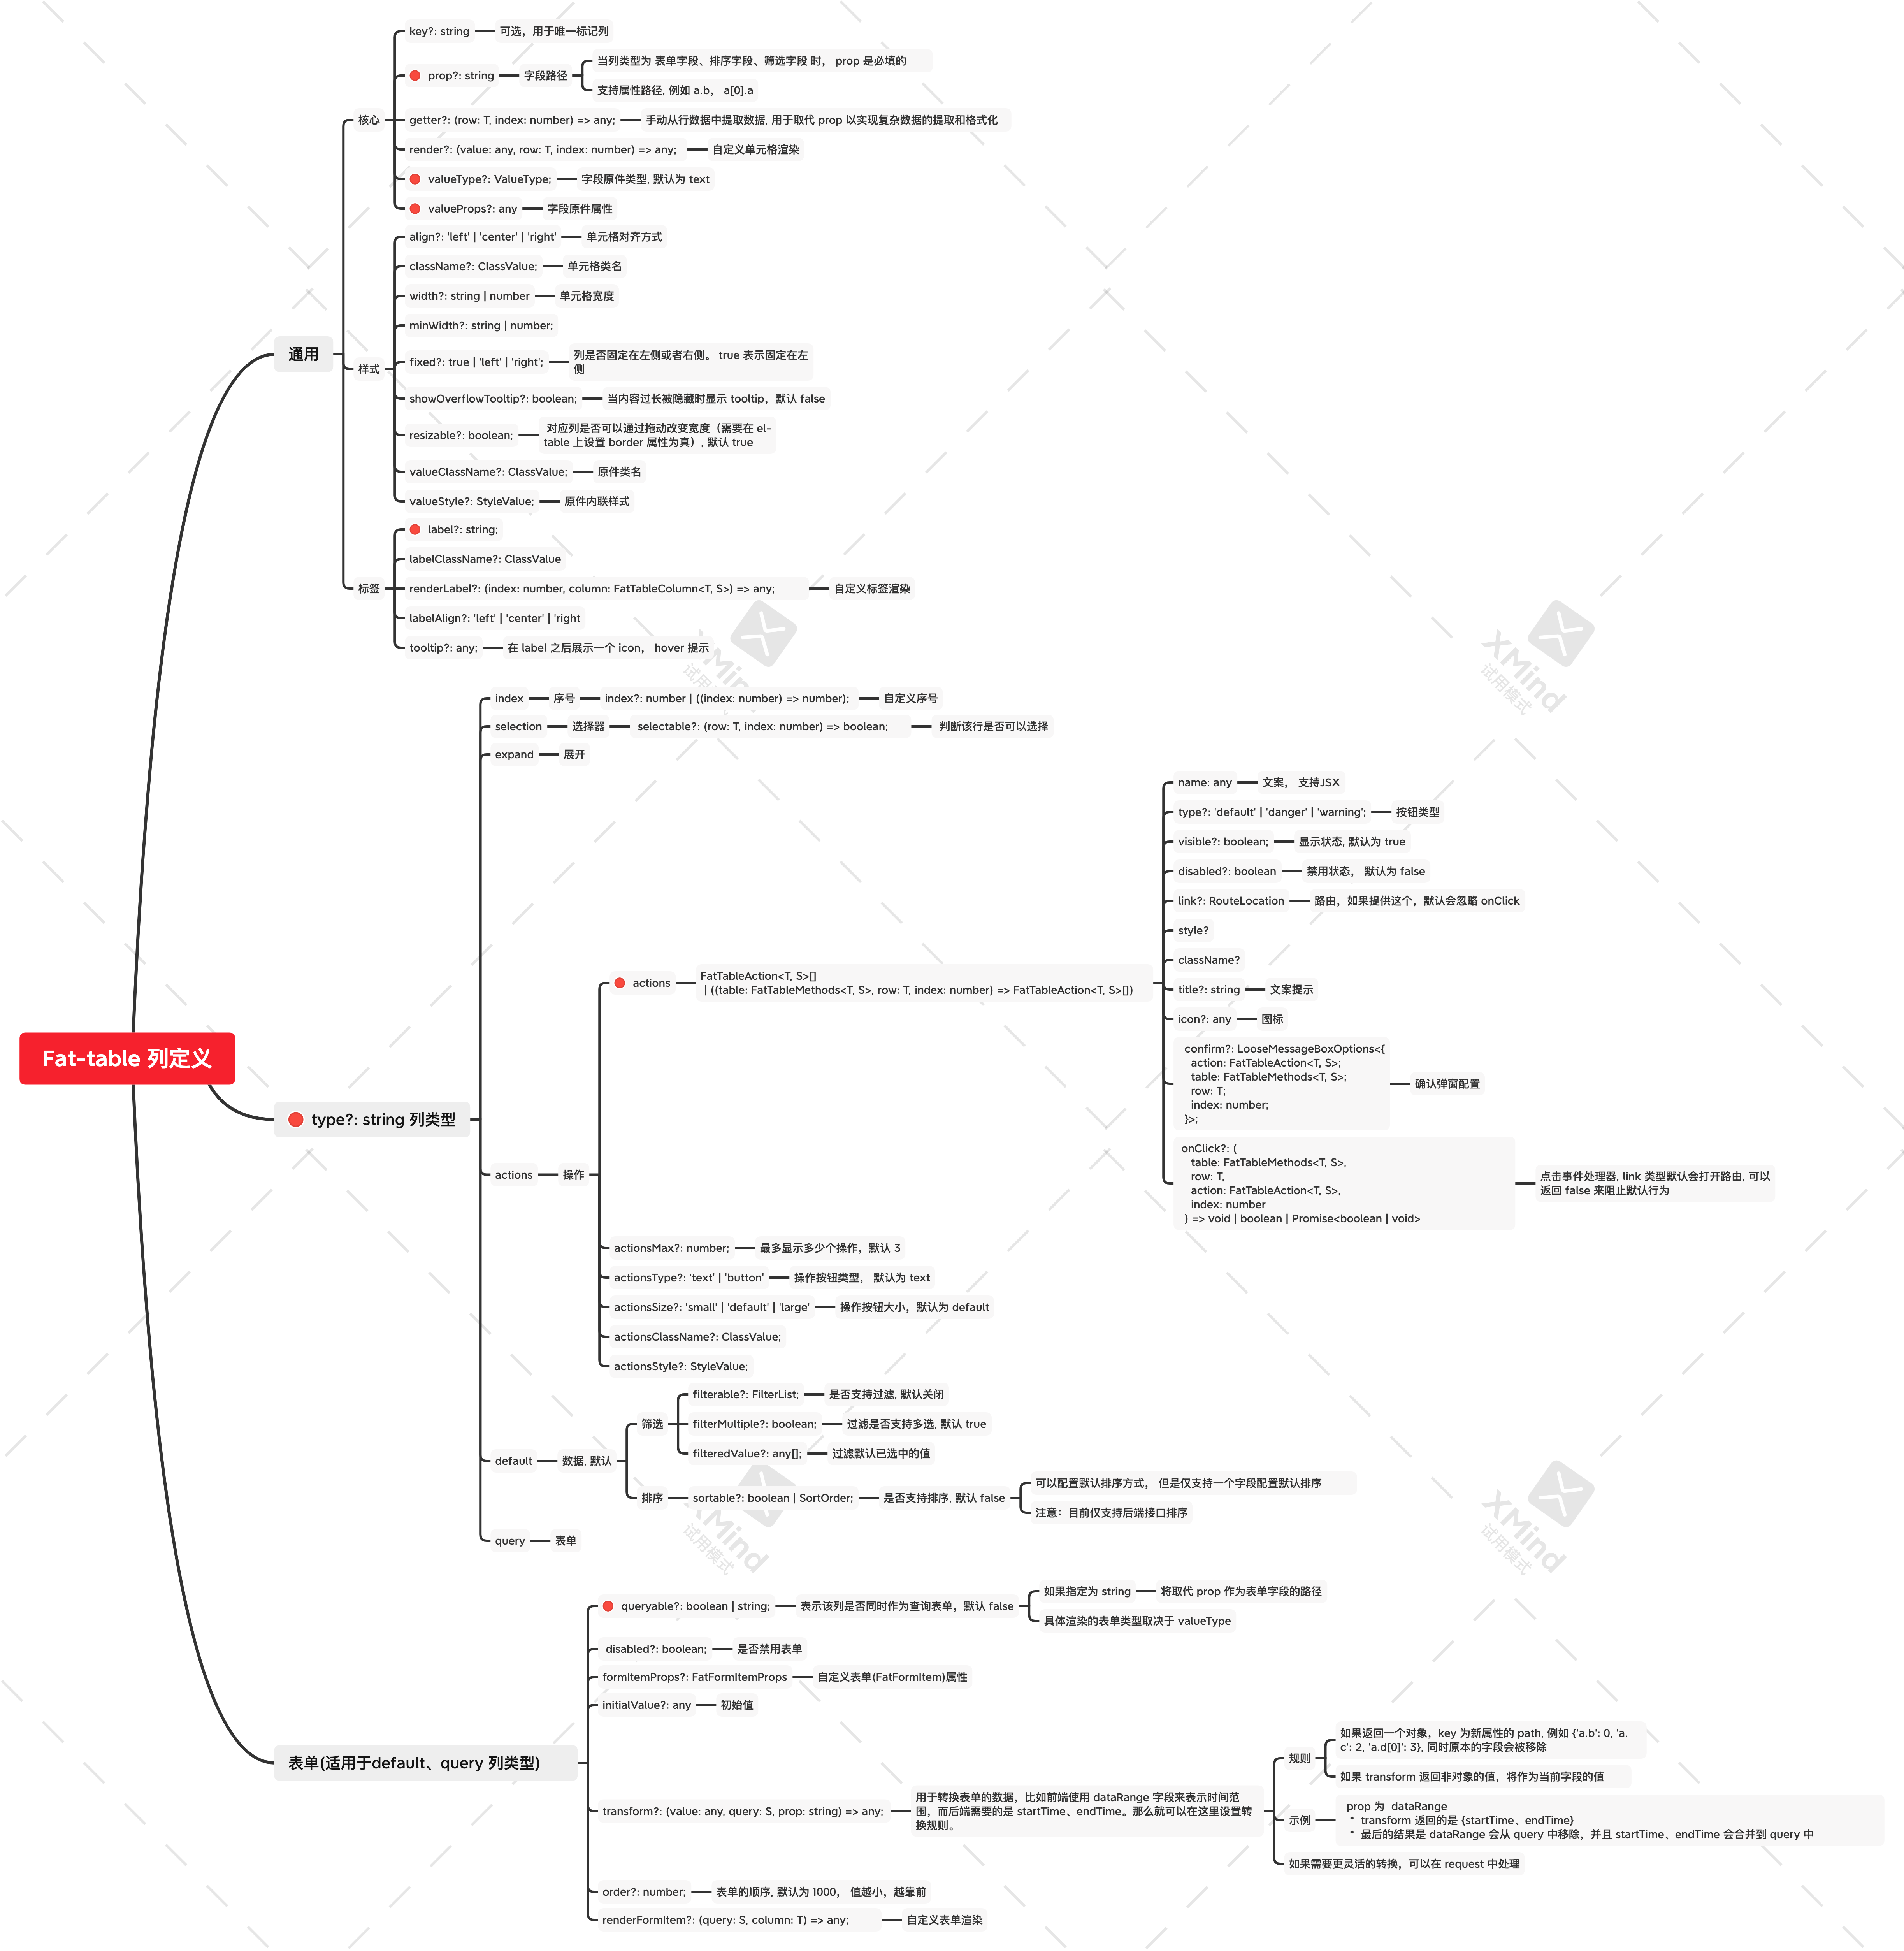 Fat-table 列定义
通用
核心
key?: string
可选，用于唯一标记列
prop?: string
字段路径
当列类型为 表单字段、排序字段、筛选字段 时， prop 是必填的
支持属性路径, 例如 a.b， a[0].a
getter?: (row: T, index: number) => any;
手动从行数据中提取数据, 用于取代 prop 以实现复杂数据的提取和格式化
render?: (value: any, row: T, index: number) => any;
自定义单元格渲染
valueType?: ValueType;
字段原件类型, 默认为 text
valueProps?: any
字段原件属性
样式
align?: 'left' | 'center' | 'right'
单元格对齐方式
className?: ClassValue;
单元格类名
width?: string | number
单元格宽度
minWidth?: string | number;
fixed?: true | 'left' | 'right';
列是否固定在左侧或者右侧。 true 表示固定在左
侧
showOverflowTooltip?: boolean;
当内容过长被隐藏时显示 tooltip，默认 false
resizable?: boolean;
对应列是否可以通过拖动改变宽度（需要在 el-
table 上设置 border 属性为真）, 默认 true
valueClassName?: ClassValue;
原件类名
valueStyle?: StyleValue;
原件内联样式
标签
label?: string;
labelClassName?: ClassValue
renderLabel?: (index: number, column: FatTableColumn<T, S>) => any;
自定义标签渲染
labelAlign?: 'left' | 'center' | 'right
tooltip?: any;
在 label 之后展示一个 icon， hover 提示
type?: string 列类型
index
序号
index?: number | ((index: number) => number);
自定义序号
selection
选择器
selectable?: (row: T, index: number) => boolean;
判断该行是否可以选择
expand
展开
actions
操作
actions
FatTableAction<T, S>[]
| ((table: FatTableMethods<T, S>, row: T, index: number) => FatTableAction<T, S>[])
name: any
文案， 支持JSX
type?: 'default' | 'danger' | 'warning';
按钮类型
visible?: boolean;
显示状态, 默认为 true
disabled?: boolean
禁用状态， 默认为 false
link?: RouteLocation
路由，如果提供这个，默认会忽略 onClick
style?
className?
title?: string
文案提示
icon?: any
图标
confirm?: LooseMessageBoxOptions<{
action: FatTableAction<T, S>;
table: FatTableMethods<T, S>;
row: T;
index: number;
}>;
确认弹窗配置
onClick?: (
table: FatTableMethods<T, S>,
row: T,
action: FatTableAction<T, S>,
index: number
) => void | boolean | Promise<boolean | void>
点击事件处理器, link 类型默认会打开路由, 可以
返回 false 来阻止默认行为
actionsMax?: number;
最多显示多少个操作，默认 3
actionsType?: 'text' | 'button'
操作按钮类型， 默认为 text
actionsSize?: 'small' | 'default' | 'large'
操作按钮大小，默认为 default
actionsClassName?: ClassValue;
actionsStyle?: StyleValue;
default
数据, 默认
筛选
filterable?: FilterList;
是否支持过滤, 默认关闭
filterMultiple?: boolean;
过滤是否支持多选, 默认 true
filteredValue?: any[];
过滤默认已选中的值
排序
sortable?: boolean | SortOrder;
是否支持排序, 默认 false
可以配置默认排序方式， 但是仅支持一个字段配置默认排序
注意：目前仅支持后端接口排序
query
表单
表单(适用于default、query 列类型)
queryable?: boolean | string;
表示该列是否同时作为查询表单，默认 false
如果指定为 string
将取代 prop 作为表单字段的路径
具体渲染的表单类型取决于 valueType
disabled?: boolean;
是否禁用表单
formItemProps?: FatFormItemProps
自定义表单(FatFormItem)属性
initialValue?: any
初始值
transform?: (value: any, query: S, prop: string) => any;
用于转换表单的数据，比如前端使用 dataRange 字段来表示时间范
围，而后端需要的是 startTime、endTime。那么就可以在这里设置转
换规则。
规则
如果返回一个对象，key 为新属性的 path, 例如 {'a.b': 0, 'a.
c': 2, 'a.d[0]': 3}, 同时原本的字段会被移除
如果 transform 返回非对象的值，将作为当前字段的值
示例
prop 为 dataRange
* transform 返回的是 {startTime、endTime}
* 最后的结果是 dataRange 会从 query 中移除，并且 startTime、endTime 会合并到 query 中
如果需要更灵活的转换，可以在 request 中处理
order?: number;
表单的顺序, 默认为 1000， 值越小，越靠前
renderFormItem?: (query: S, column: T) => any;
自定义表单渲染
XMind
试用模式
XMind
试用模式
XMind
试用模式
XMind
试用模式